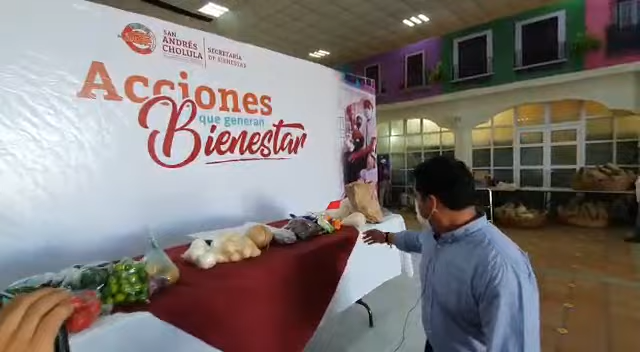 SAN
ANDRÉS
CHOLULA
SECRETARÍA
DE BIENESTAR
Acciones
que generan
Bienestar